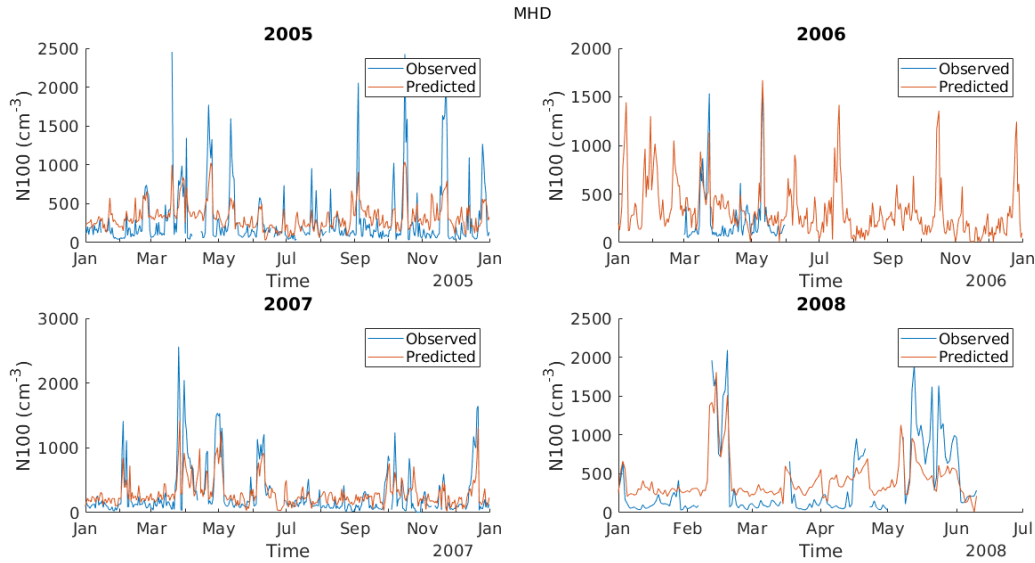 MHD
2005
2500
2000
1500
1000
500
0
N100 (cm-3)
Observed
Predicted
Jan Mar May Jul Sep Nov Jan
Time
2005
2006
2000
1500
1000
500
0
N100 (cm-3)
Observed
Predicted
Jan Mar May Jul Sep Nov Jan
Time
2006
2007
3000
2000
1000
0
N100 (cm-3)
Observed
Predicted
Jan Mar May Jul Sep Nov Jan
Time
2007
2008
2500
2000
1500
1000
500
0
N100 (cm-3)
Observed
Predicted
Jan Feb Mar Apr May Jun Jul
Time
2008